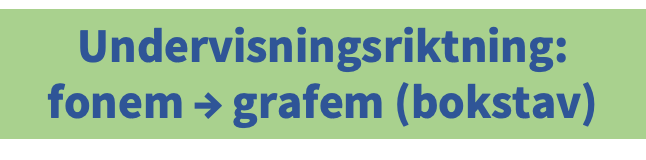 Undervisningsriktning:
fonem → grafem (bokstav)